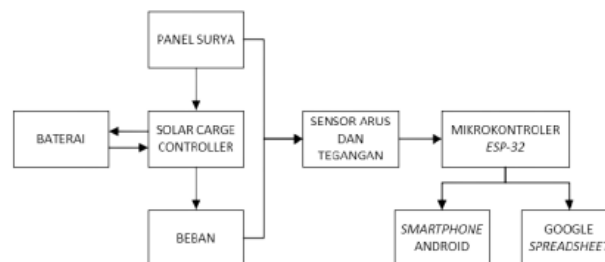 PANEL SURYA
BATERAI
SOLAR CARGE
CONTROLLER
SENSOR ARUS
DAN
TEGANGAN
MIKROKONTROLER
ESP-32
BEBAN
SMARTPHONE
ANDROID
GOOGLE
SPREADSHEET